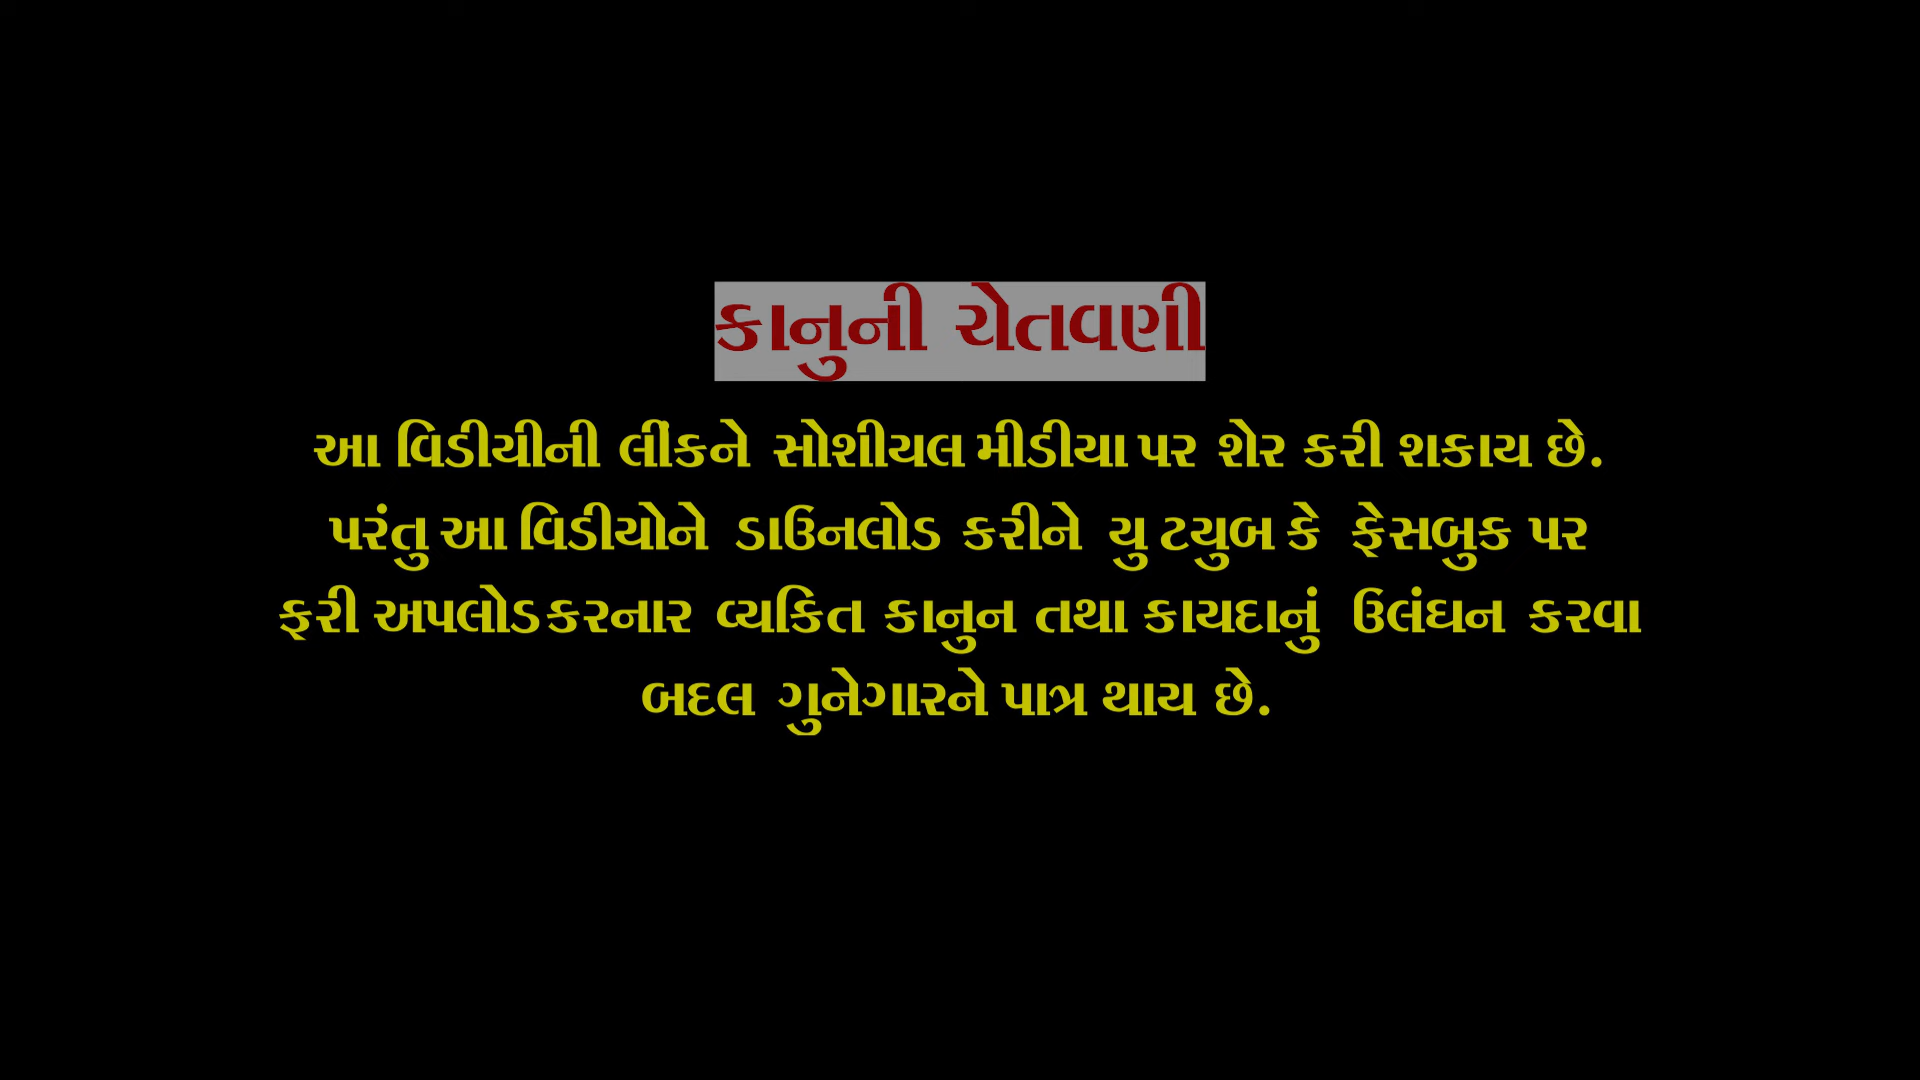 કાનુની ચેતવણી
આ વિડીયીની લીંકને સોશીયલ મીડીયા પર શેર કરી શકાય છે.
પરંતુ આ વિડીયોને ડાઉનલોડ કરીને યુ ટયુબ કે ફેસબુક પર
ફરી અપલોડ કરનાર વ્યકિત કાનુન તથા કાયદાનું ઉલંઘન કરવા
બદલ ગુનેગારને પાત્ર થાય છે.